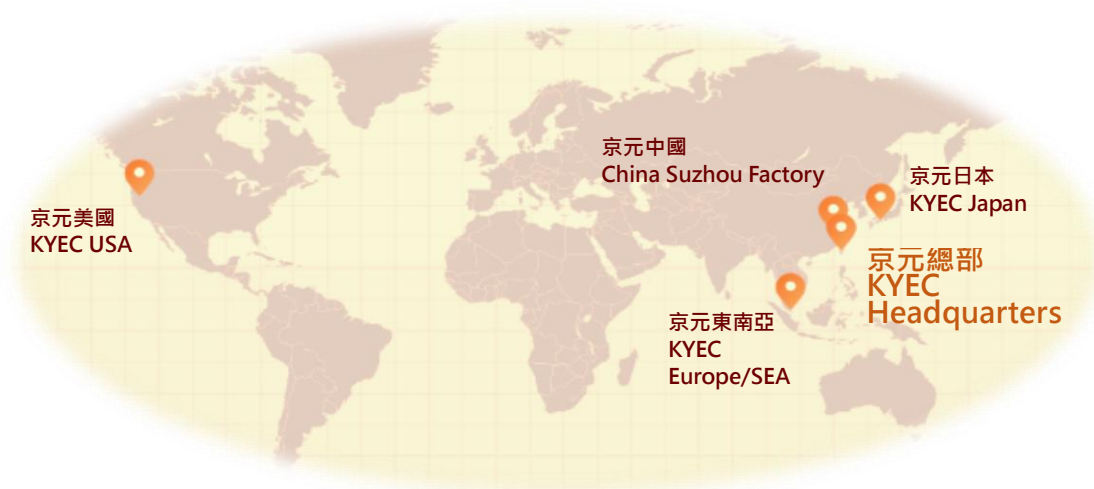 京元美國
KYEC USA
京元中國
China Suzhou Factory
京元日本
KYEC Japan
京元總部
KYEC
Headquarters
京元東南亞
KYEC
Europe/SEA